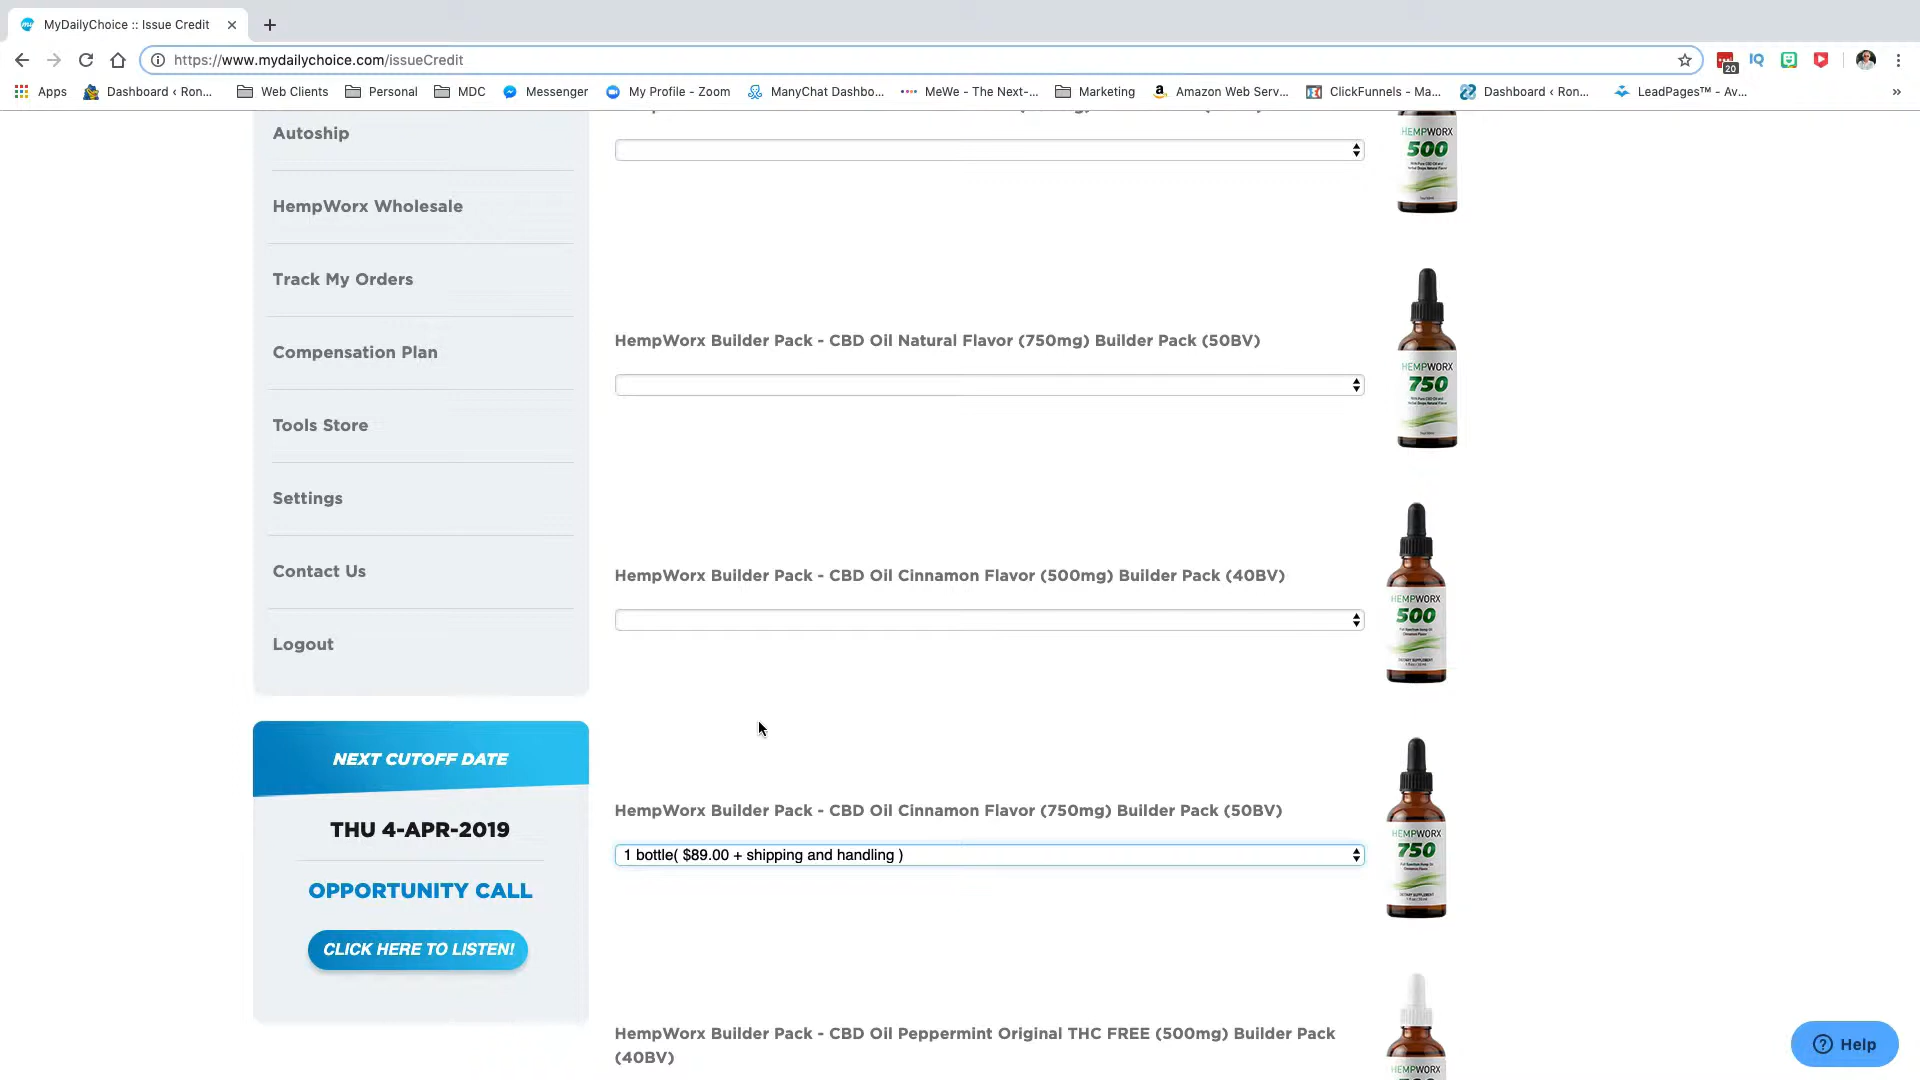 MyDailyChoice :: Issue Credit
https://www.mydailychoice.com/issueCredit
20
IQ
Apps
Dashboard ‹ Ron...
Web Clients
Personal
MDC
Messenger
My Profile - Zoom
ManyChat Dashbo...
MeWe - The Next-...
Marketing
Amazon Web Serv...
ClickFunnels - Ma...
Dashboard ‹ Ron...
LeadPages™ - Av...
»
Autoship
HempWorx Wholesale
Track My Orders
Compensation Plan
Tools Store
Settings
Contact Us
Logout
NEXT CUTOFF DATE
THU 4-APR-2019
OPPORTUNITY CALL
CLICK HERE TO LISTEN!
HEMPWORX
500
HempWorx Builder Pack - CBD Oil Natural Flavor (750mg) Builder Pack (50BV)
HEMPWORX
750
HempWorx Builder Pack - CBD Oil Cinnamon Flavor (500mg) Builder Pack (40BV)
HEMPWORX
500
HempWorx Builder Pack - CBD Oil Cinnamon Flavor (750mg) Builder Pack (50BV)
1 bottle( $89.00 + shipping and handling )
HEMPWORX
750
HempWorx Builder Pack - CBD Oil Peppermint Original THC FREE (500mg) Builder Pack
(40BV)
HEMPWORX
Help